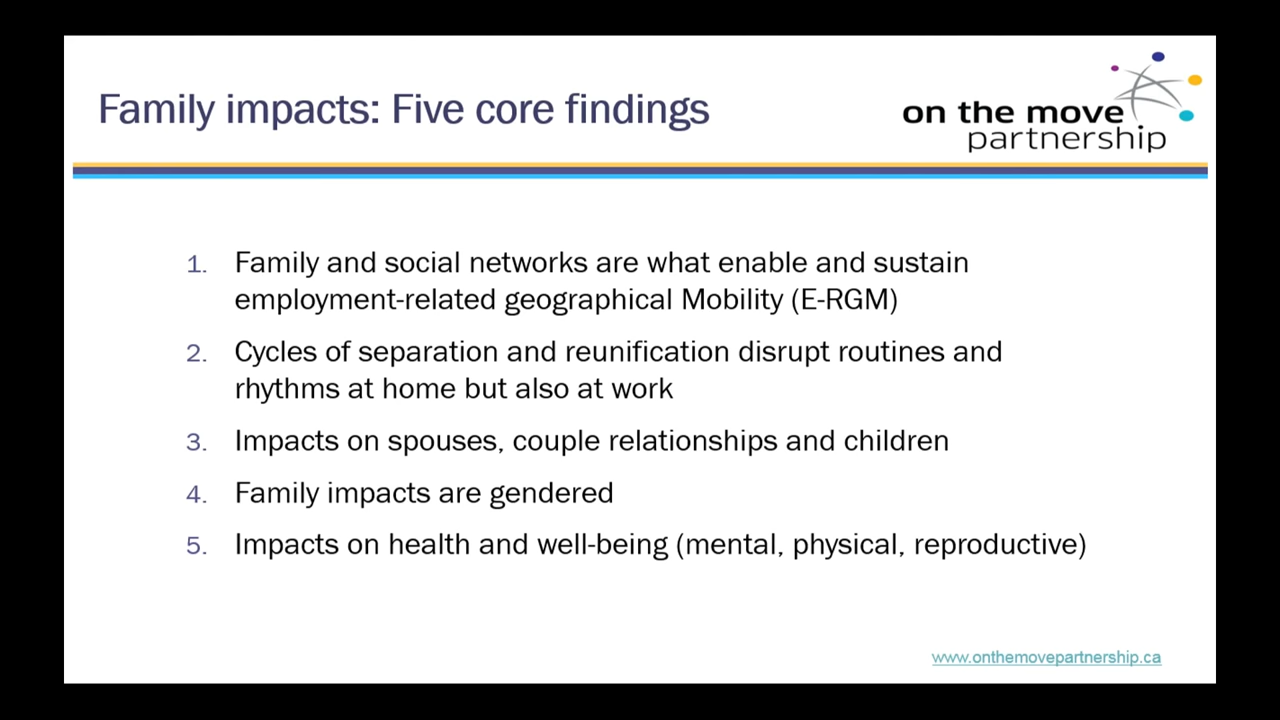 Family impacts: Five core findings
on the move
partnership
1. Family and social networks are what enable and sustain
employment-related geographical Mobility (E-RGM)
2. Cycles of separation and reunification disrupt routines and
rhythms at home but also at work
3. Impacts on spouses, couple relationships and children
4. Family impacts are gendered
5. Impacts on health and well-being (mental, physical, reproductive)
www.onthemovepartnership.ca